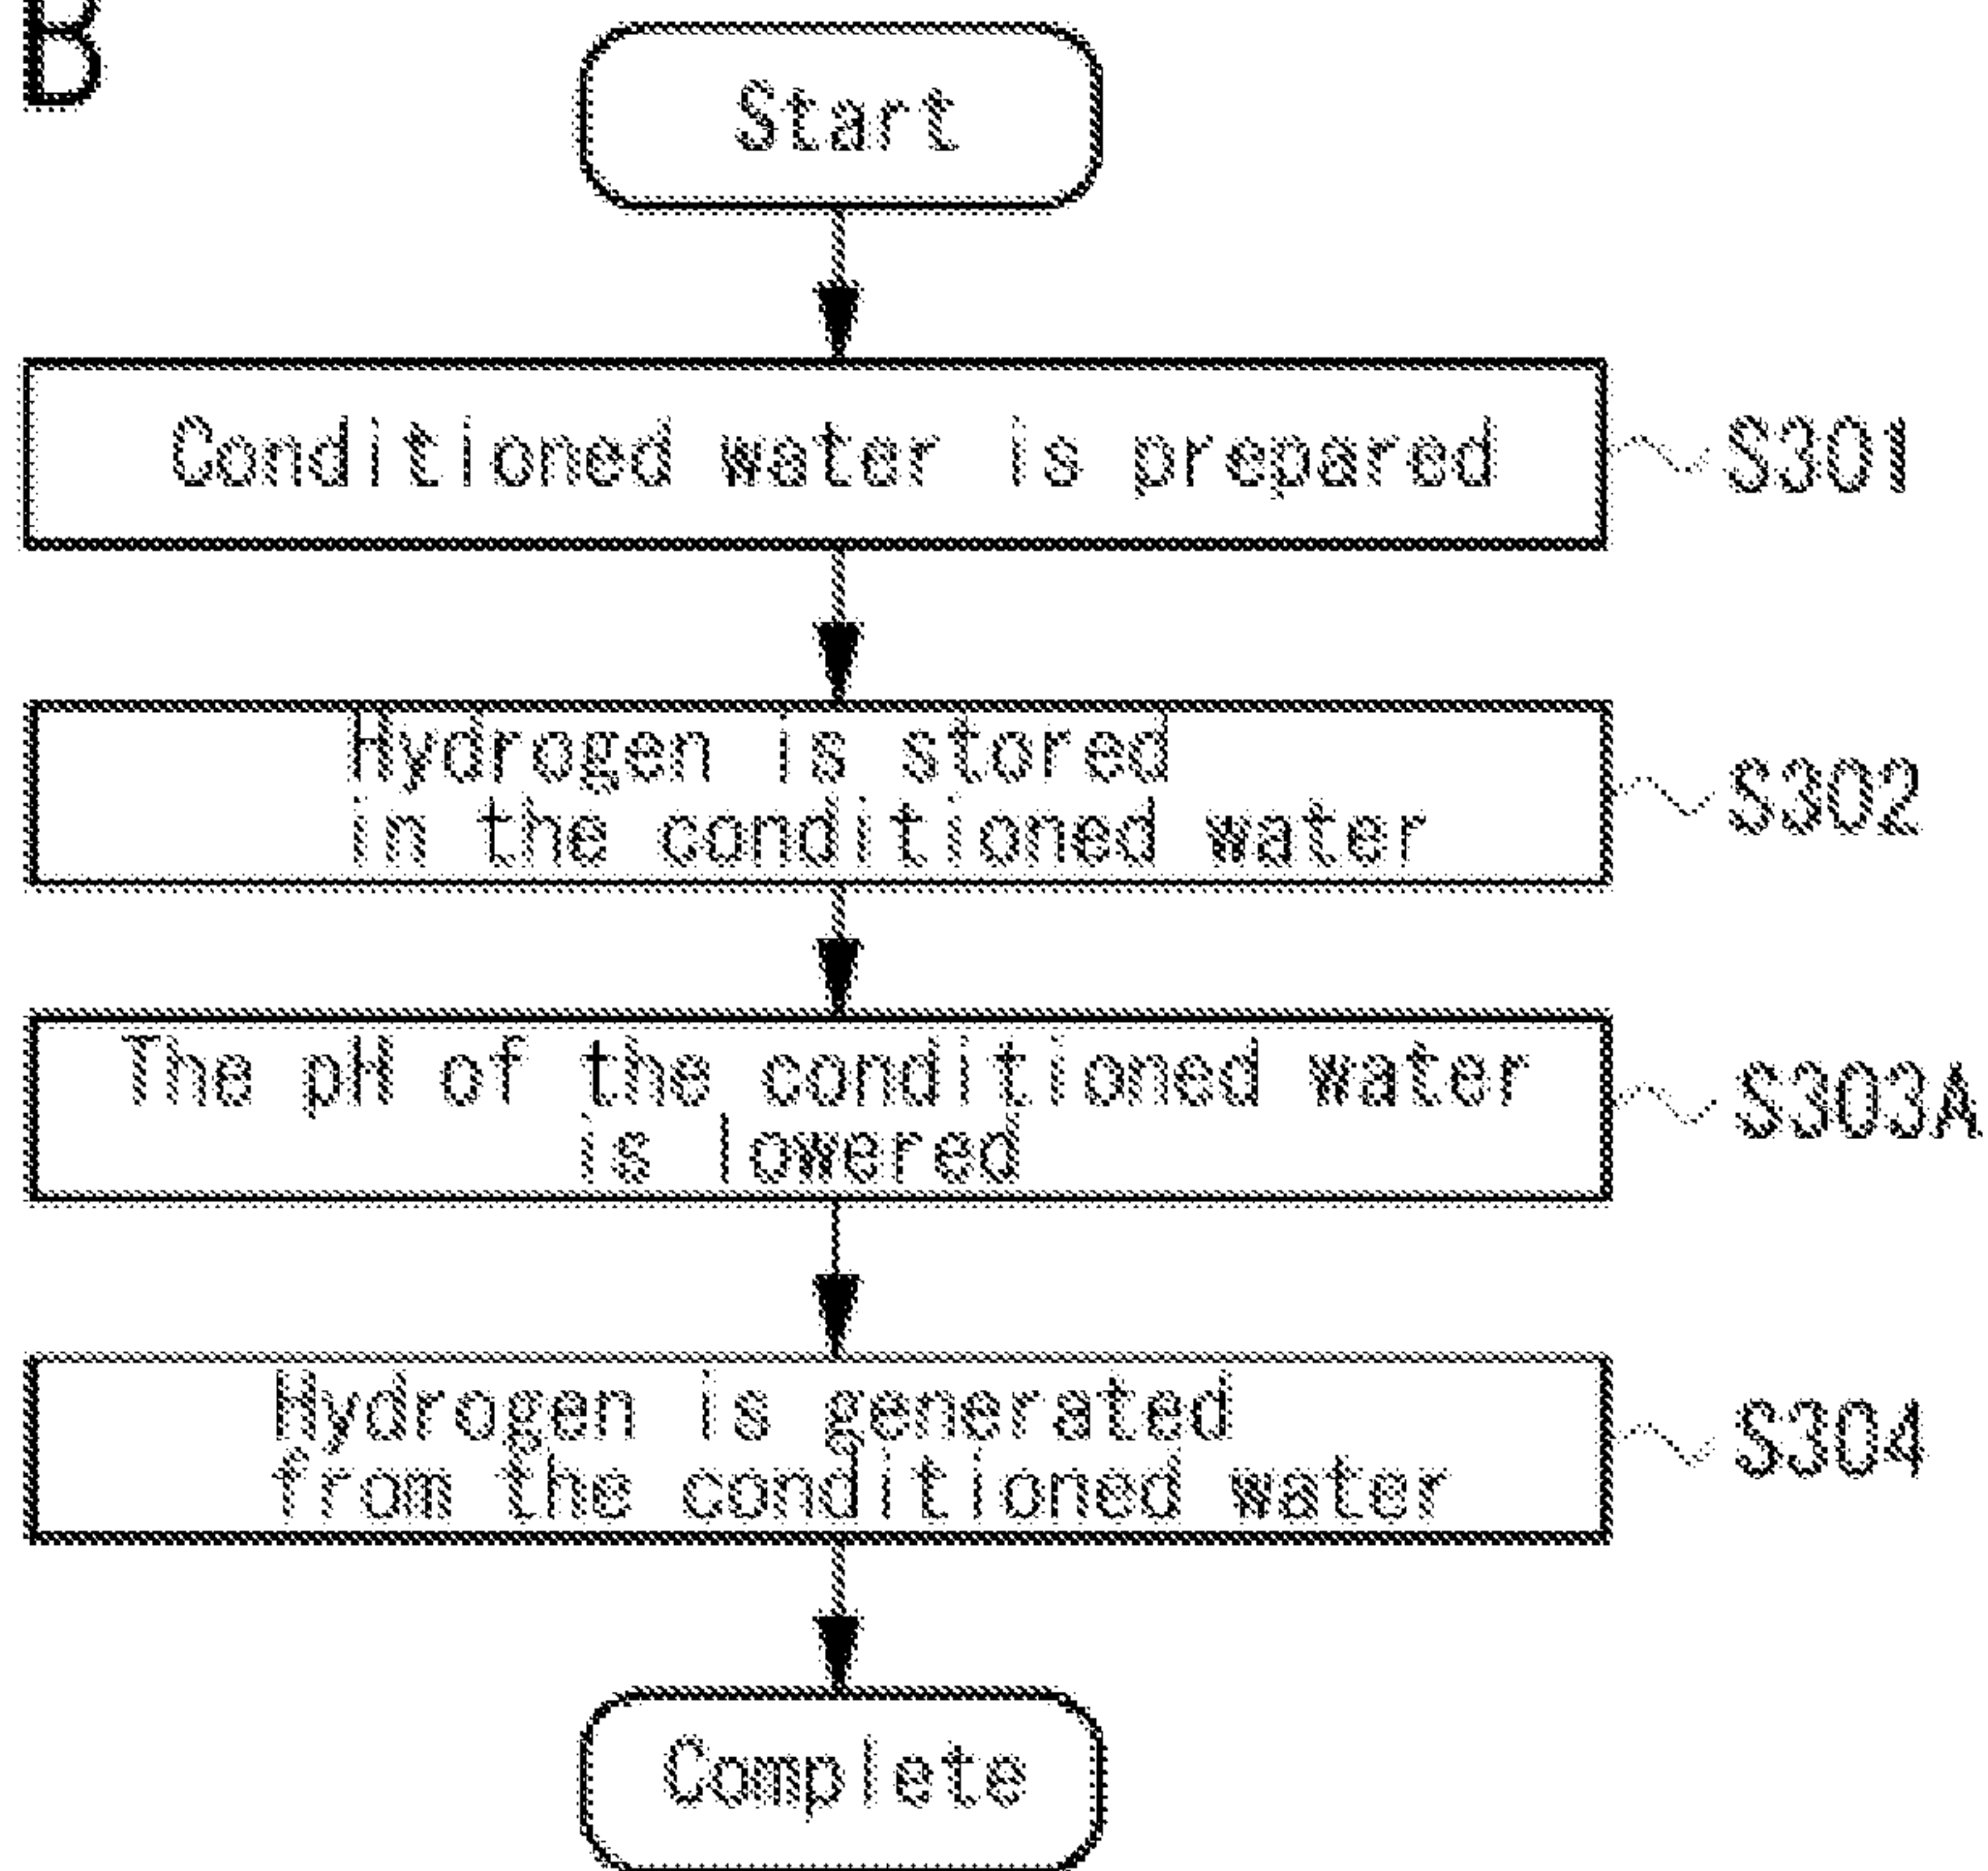 B
Start
Conditioned water is prepared
S301
Hydrogen is stored
in the conditioned water
S302
The pH of the conditioned water
is lowered
S303A
Hydrogen is generated
from the conditioned water
S304
Complete